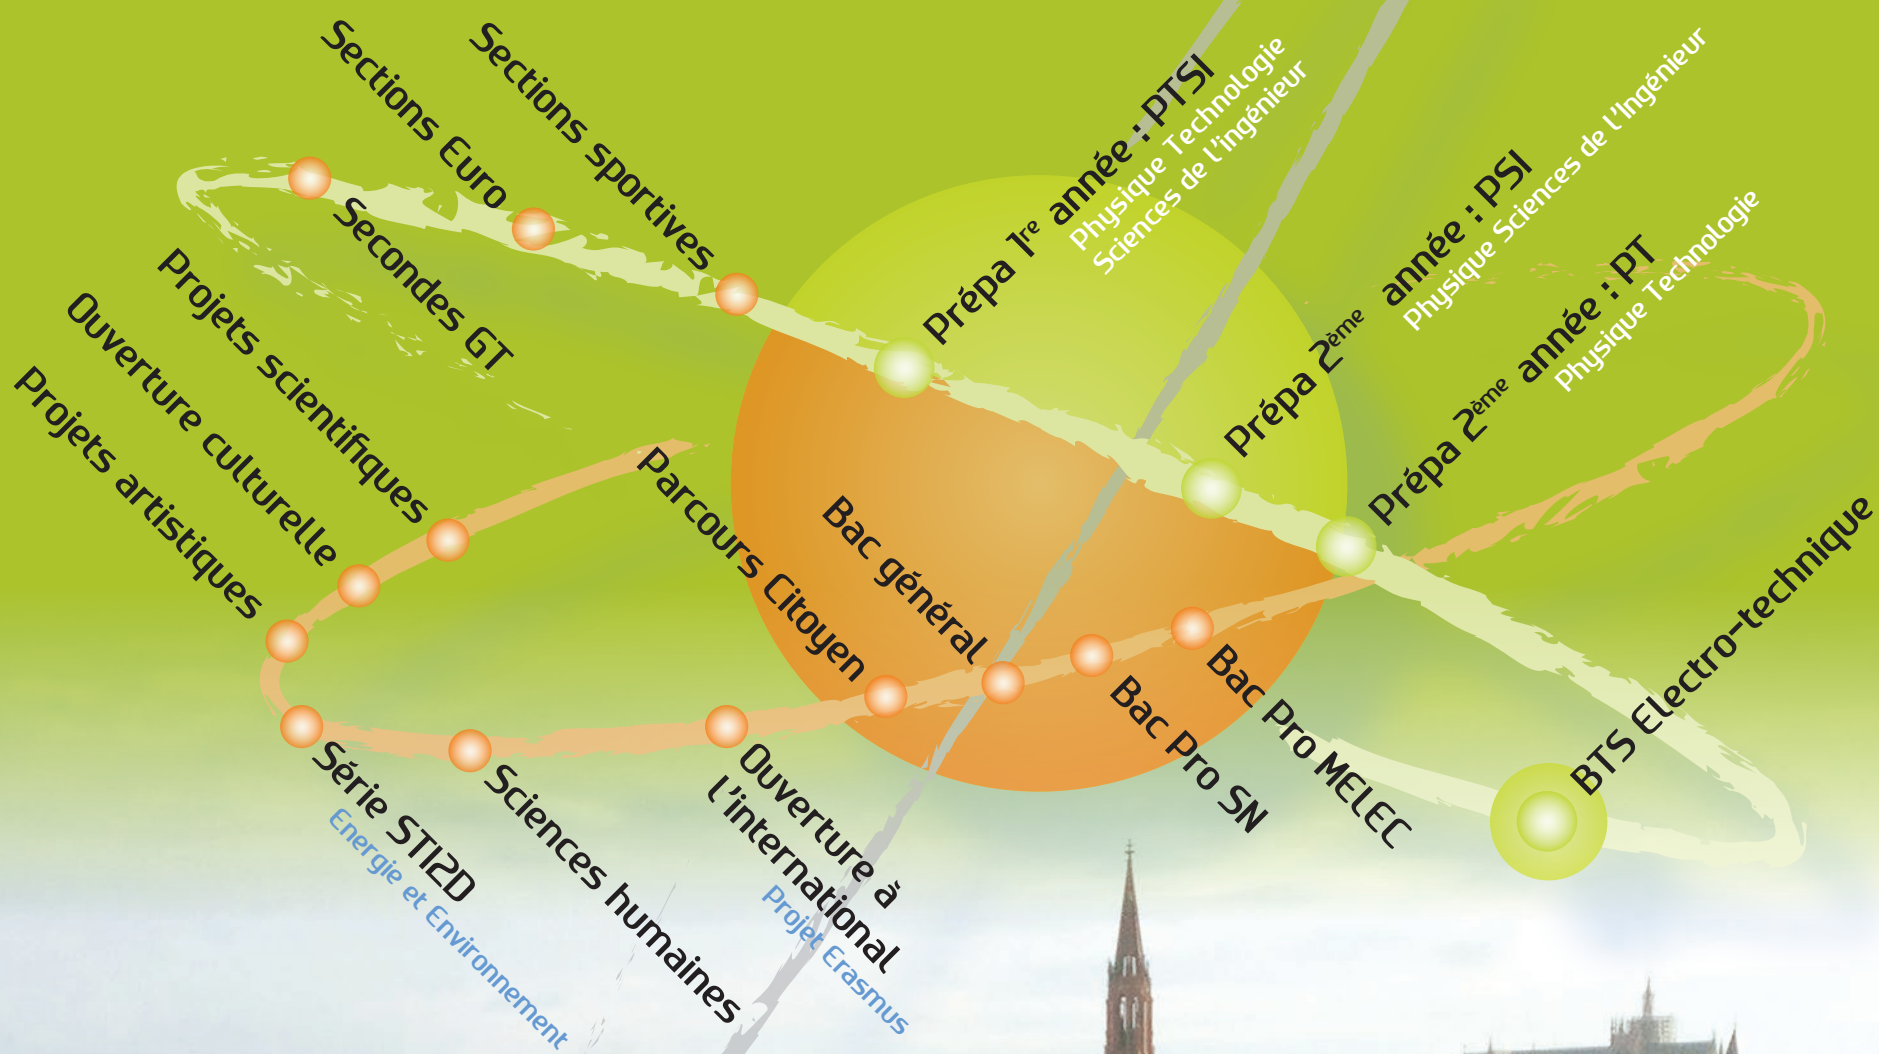 Sections Euro
Sections sportives
Secondes GT
Prépa 1re année : PTSI
Physique Technologie
Sciences de l'ingénieur
Prépa 2ème année : PSI
Physique Sciences de l'Ingénieur
Prépa 2ème année : PT
Physique Technologie
Projets scientifiques
Ouverture culturelle
Projets artistiques
Parcours Citoyen
Bac général
Bac Pro SN
Bac Pro MELEC
BTS Electro-technique
Série STI2D
Energie et Environnement
Sciences humaines
Ouverture à
l'international
Projet Erasmus